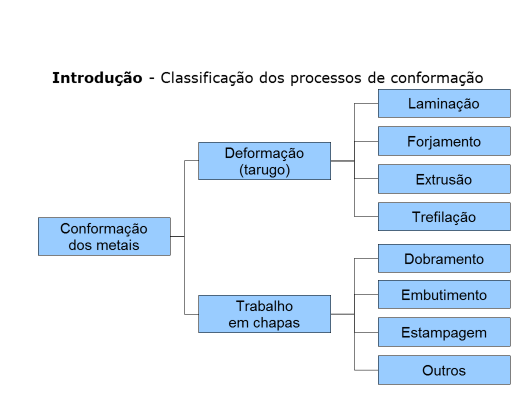 Introdução - Classificação dos processos de conformação
Laminação
Forjamento
Deformação
(tarugo)
Extrusão
Trefilação
Conformação
dos metais
Dobramento
Embutimento
Trabalho
em chapas
Estampagem
Outros